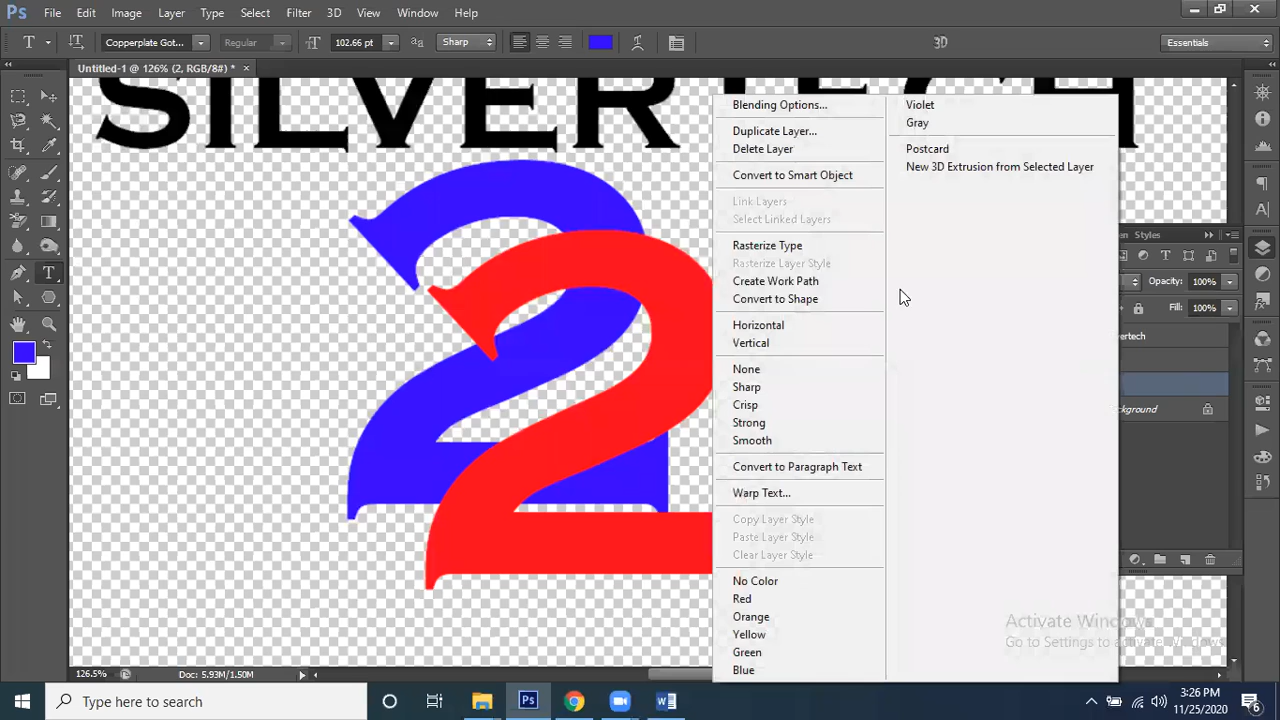 Ps File Edit Image Layer Type Select Filter 3D View Window Help
T Copperplate Got... Regular 102.66 pt Sharp 3D Essentials
Untitled-1 @ 126% (2, RGB/8#) * ×
SILVER
2
2
Blending Options...
Duplicate Layer...
Delete Layer
Convert to Smart Object
Link Layers
Select Linked Layers
Rasterize Type
Rasterize Layer Style
Create Work Path
Convert to Shape
Horizontal
Vertical
None
Sharp
Crisp
Strong
Smooth
Convert to Paragraph Text
Warp Text...
Copy Layer Style
Paste Layer Style
Clear Layer Style
No Color
Red
Orange
Yellow
Green
Blue
Violet
Gray
Postcard
New 3D Extrusion from Selected Layer
Styles
Opacity: 100%
Fill: 100%
Activate Windows
Go to Settings to activate Windows.
126.5% Doc: 5.93M/1.50M
Type here to search
3:26 PM
11/25/2020
6